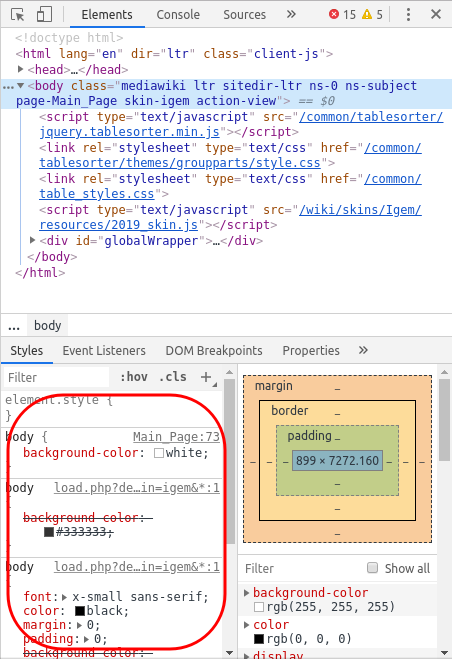 Elements Console Sources » 15 5
<!doctype html>
<html lang="en" dir="ltr" class="client-js">
<head>…</head>
… <body class="mediawiki ltr sitedir-ltr ns-0 ns-subject
page-Main_Page skin-igem action-view"> == $0
<script type="text/javascript" src="/common/tablesorter/
jquery.tablesorter.min.js"></script>
<link rel="stylesheet" type="text/css" href="/common/
tablesorter/themes/groupparts/style.css">
<link rel="stylesheet" type="text/css" href="/common/
table_styles.css">
<script type="text/javascript" src="/wiki/skins/Igem/
resources/2019_skin.js"></script>
<div id="globalWrapper">…</div>
</body>
</html>
... body
Styles Event Listeners DOM Breakpoints Properties »
Filter :hov .cls +
element.style {
}
body { Main_Page:73
background-color: white;
}
body load.php?de…in=igem&*:1
{
background-color:
#333333;
}
body load.php?de…in=igem&*:1
{
font: x-small sans-serif;
color: black;
margin: 0;
padding: 0;
background-color:
margin –
border –
padding –
– – – 899 × 7272.160 – – –
–
–
–
Filter Show all
background-color
rgb(255, 255, 255)
color
rgb(0, 0, 0)
display